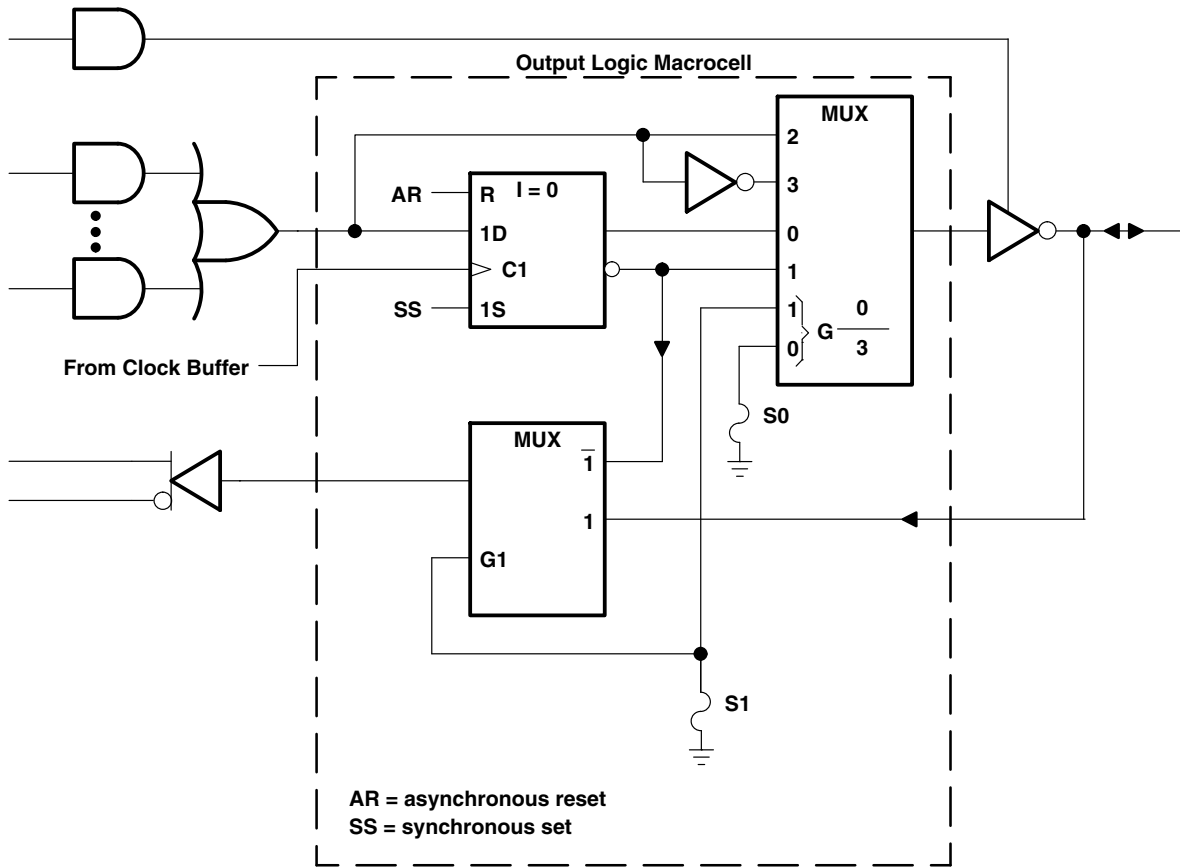 Output Logic Macrocell
MUX
2
3
AR
R
I = 0
1D
0
C1
1
SS
1S
1
0
G
0
3
From Clock Buffer
S0
MUX
1̅
1
G1
S1
AR = asynchronous reset
SS = synchronous set